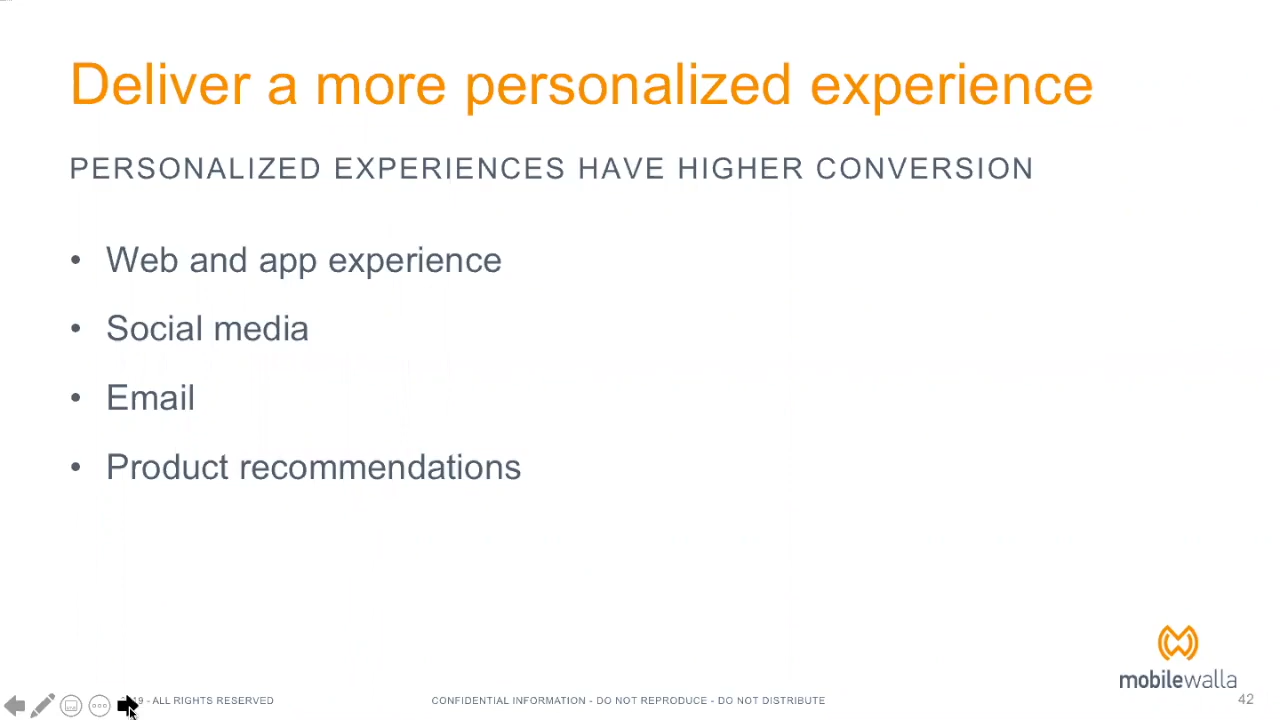 Deliver a more personalized experience
PERSONALIZED EXPERIENCES HAVE HIGHER CONVERSION
• Web and app experience
• Social media
• Email
• Product recommendations
mobilewalla
9 - ALL RIGHTS RESERVED
CONFIDENTIAL INFORMATION - DO NOT REPRODUCE - DO NOT DISTRIBUTE
42